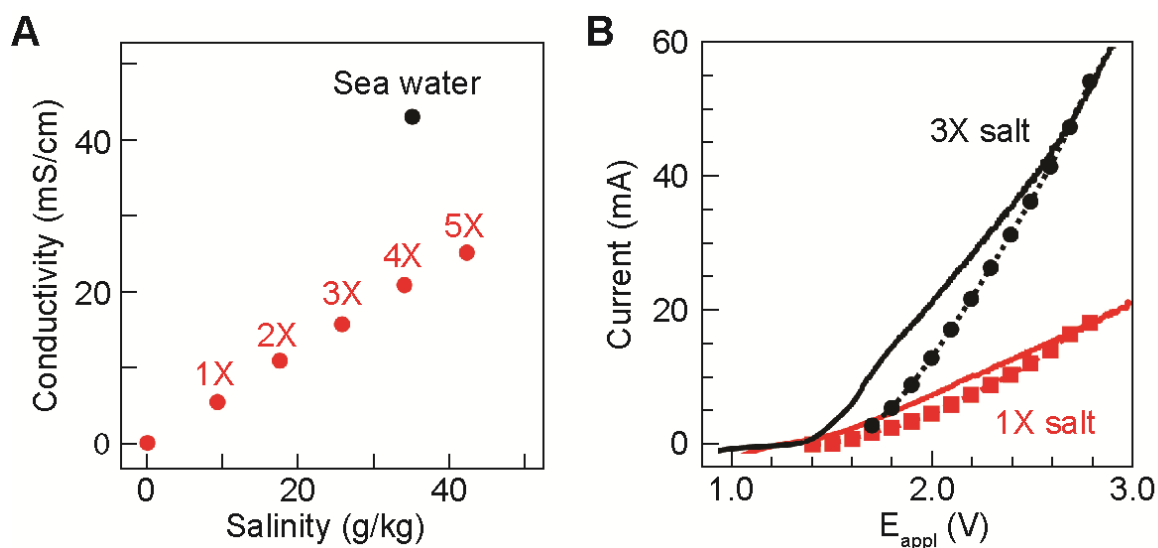 A
Conductivity (mS/cm)
40
20
0
Sea water
1X
2X
3X
4X
5X
0
20
40
Salinity (g/kg)
B
Current (mA)
60
40
20
0
3X salt
1X salt
1.0
2.0
3.0
E appl (V)